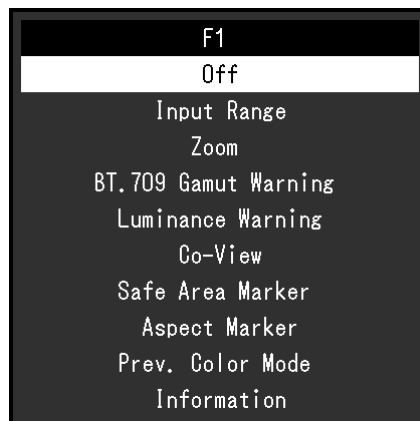 F1
Off
Input Range
Zoom
BT.709 Gamut Warning
Luminance Warning
Co-View
Safe Area Marker
Aspect Marker
Prev. Color Mode
Information